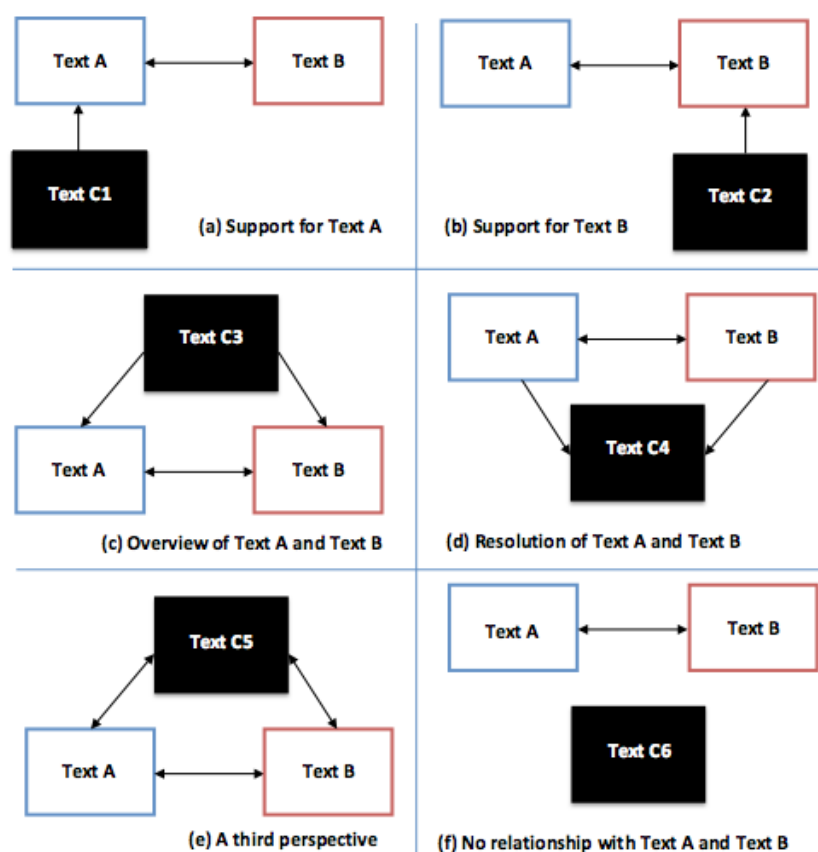 Text A
Text B
Text C1
(a) Support for Text A
Text A
Text B
Text C2
(b) Support for Text B
Text C3
Text A
Text B
(c) Overview of Text A and Text B
Text A
Text B
Text C4
(d) Resolution of Text A and Text B
Text C5
Text A
Text B
(e) A third perspective
Text A
Text B
Text C6
(f) No relationship with Text A and Text B